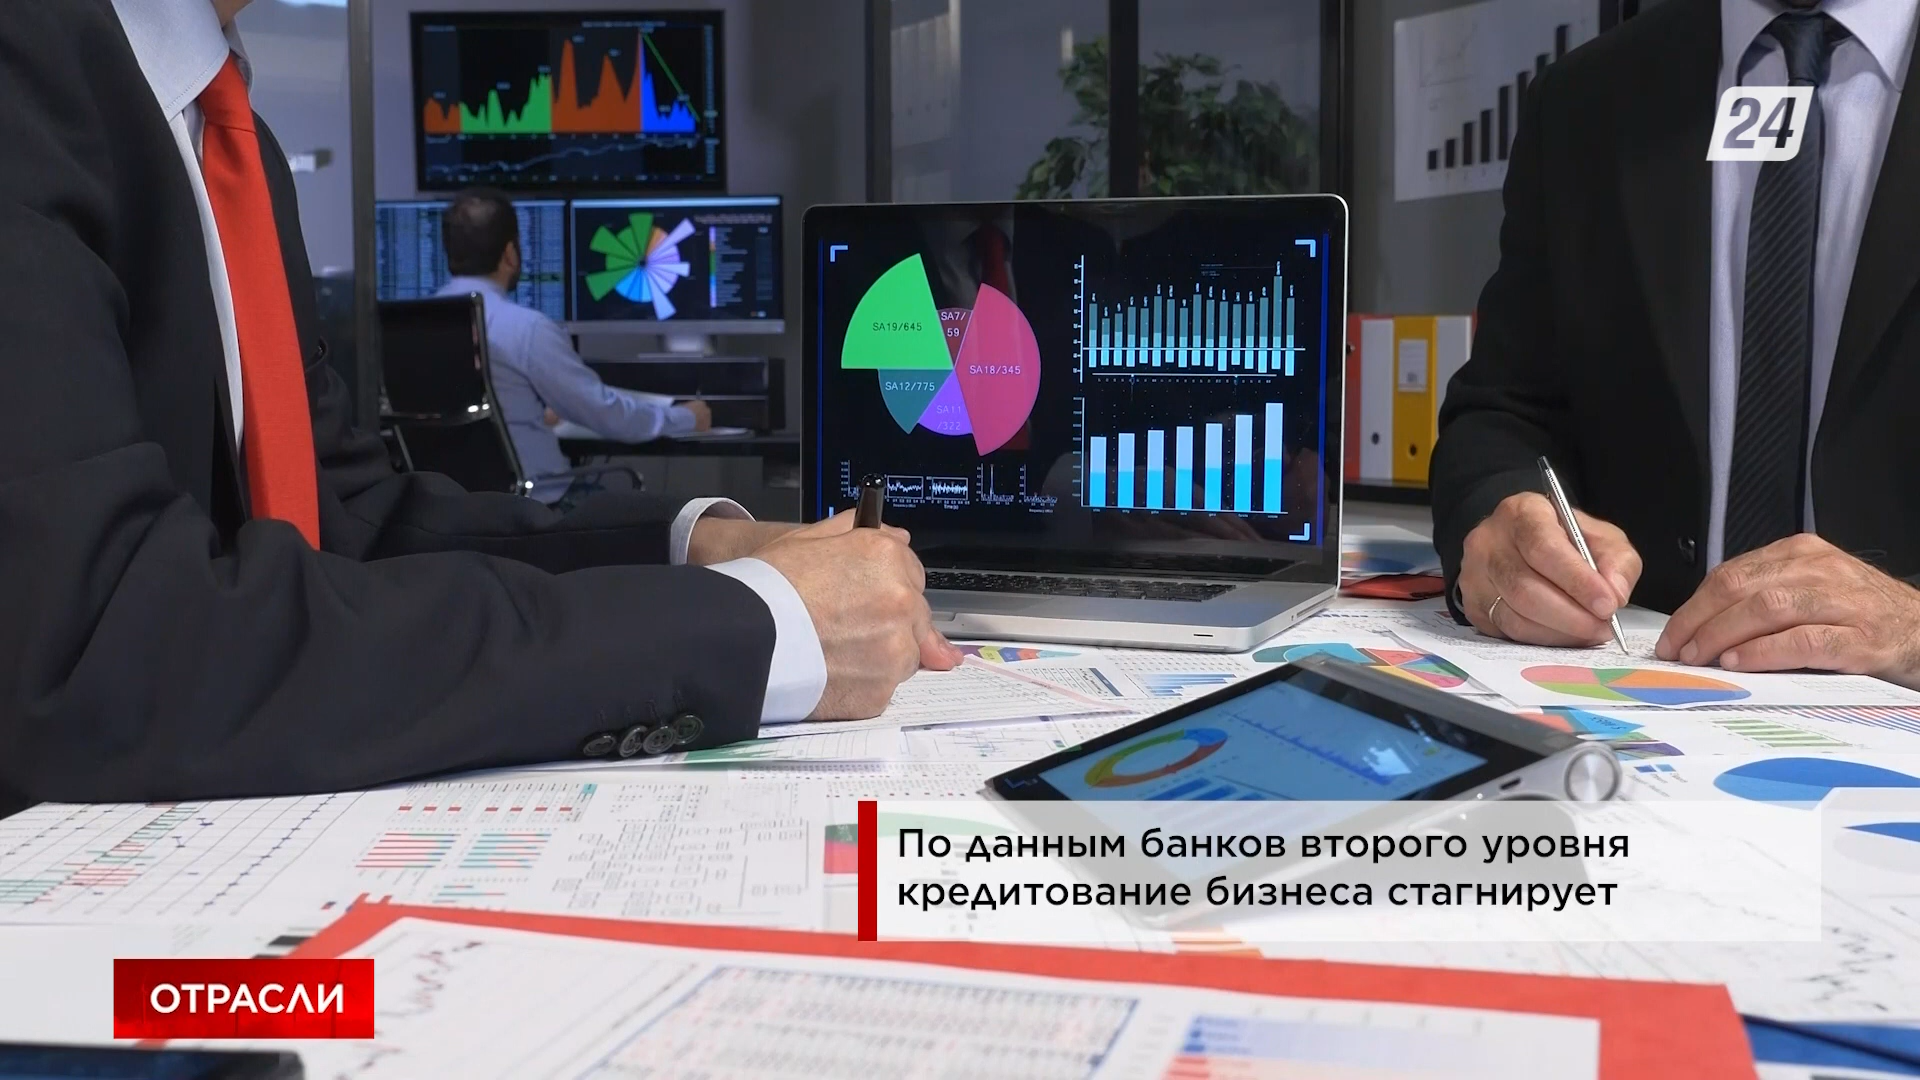 24
SA19/645
SA7/
59
SA18/345
SA12/775
SA11
/322
По данным банков второго уровня
кредитование бизнеса стагнирует
ОТРАСЛИ